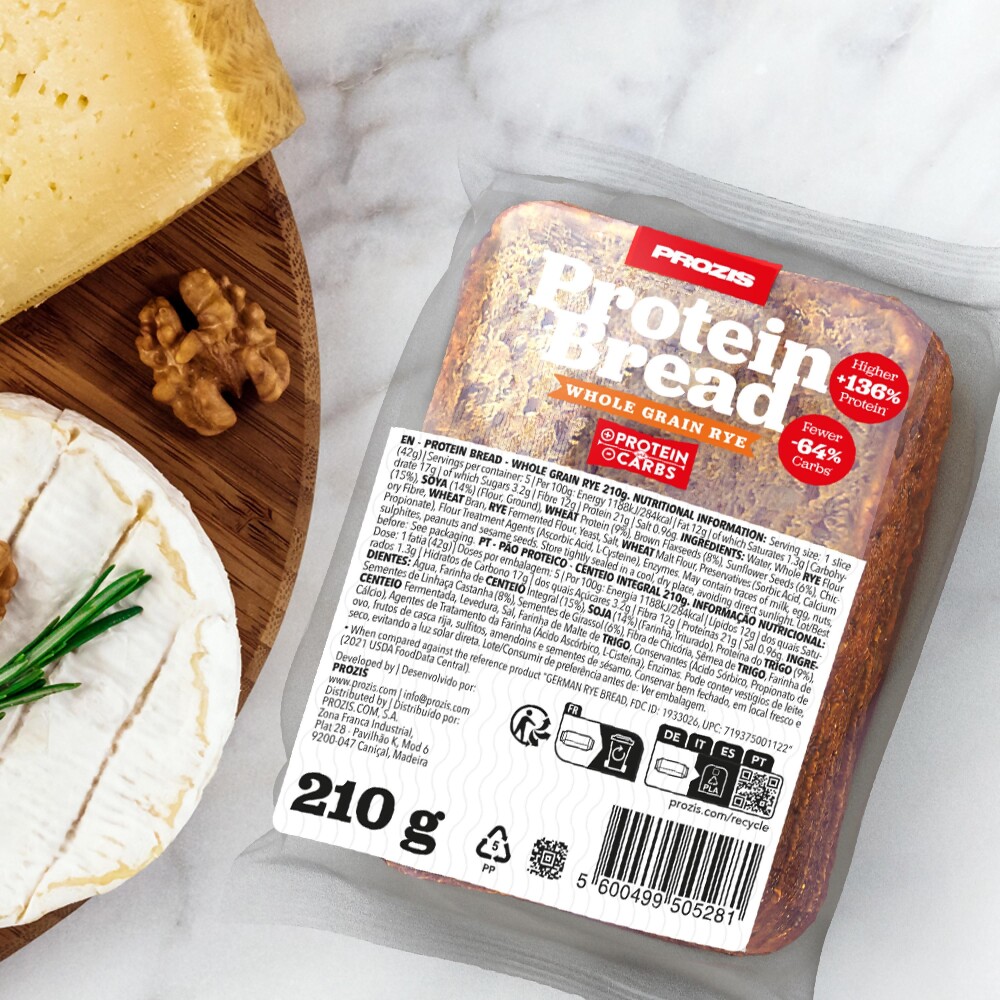 PROZIS
Protein
Bread
WHOLE GRAIN RYE
Higher
+136%
Protein*
Fewer
-64%
Carbs*
PROTEIN
CARBS
EN - PROTEIN BREAD - WHOLE GRAIN RYE 210g. NUTRITIONAL INFORMATION: Serving size: 1 slice
(42g) | Servings per container: 5 | Per 100g: Energy 1188kJ/284kcal | Fat 12g | of which Saturates 1.3g | Carbohy-
drate 17g | of which Sugars 3.2g | Fibre 12g | Protein 21g | Salt 0.96g. INGREDIENTS: Water, Whole RYE Flour
(15%), SOYA (14%) (Flour, Ground), WHEAT Protein (9%), Brown Flaxseeds (8%), Sunflower Seeds (6%), Chic-
ory Fibre, WHEAT Bran, RYE Fermented Flour, Yeast, Salt, WHEAT Malt Flour, Preservatives (Sorbic Acid, Calcium
Propionate), Flour Treatment Agents (Ascorbic Acid, L-Cysteine), Enzymes. May contain traces of milk, egg, nuts,
sulphites, peanuts and sesame seeds. Store tightly sealed in a cool, dry place, avoiding direct sunlight. Lot/Best
before: See packaging. PT - PÃO PROTEICO - CENTEIO INTEGRAL 210g. INFORMAÇÃO NUTRICIONAL:
Dose: 1 fatia (42g) | Doses por embalagem: 5 | Por 100g: Energia 1188kJ/284kcal | Lípidos 12g | dos quais Satu-
rados 1.3g | Hidratos de Carbono 17g | dos quais Açúcares 3.2g | Fibra 12g | Proteínas 21g | Sal 0.96g. INGRE-
DIENTES: Água, Farinha de CENTEIO Integral (15%), SOJA (14%) (Farinha, Triturado), Proteína do TRIGO (9%),
Sementes de Linhaça Castanha (8%), Sementes de Girassol (6%), Fibra de Chicória, Sêmea de TRIGO, Farinha de
CENTEIO Fermentada, Levedura, Sal, Farinha de Malte de TRIGO, Conservantes (Ácido Sórbico, Propionato de
Cálcio), Agentes de Tratamento da Farinha (Ácido Ascórbico, L-Cisteína), Enzimas. Pode conter vestígios de leite,
ovo, frutos de casca rija, sulfitos, amendoins e sementes de sésamo. Conservar bem fechado, em local fresco e
seco, evitando a luz solar direta. Lote/Consumir de preferência antes de: Ver embalagem.
* When compared against the reference product "GERMAN RYE BREAD, FDC ID: 1933026, UPC: 719375001122"
(2021 USDA FoodData Central).
Developed by | Desenvolvido por:
PROZIS
www.prozis.com | info@prozis.com
Distributed by | Distribuído por:
PROZIS.COM, S.A.
Zona Franca Industrial,
Plat 28 - Pavilhão K, Mod 6
9200-047 Caniçal, Madeira
FR
DE IT ES PT
PLA
prozis.com/recycle
210 g
5
PP
5 600499 505281